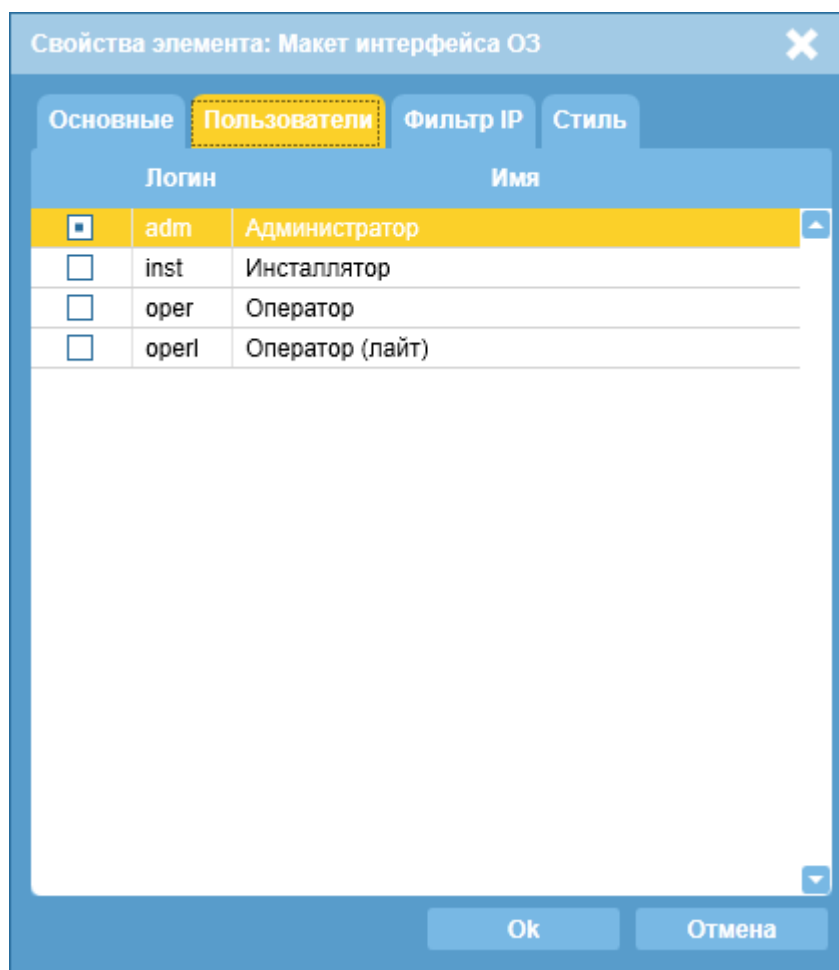 Свойства элемента: Макет интерфейса ОЗ
Основные Пользователи Фильтр IP Стиль
Логин Имя
adm Администратор
inst Инсталлятор
oper Оператор
operl Оператор (лайт)
Ok Отмена